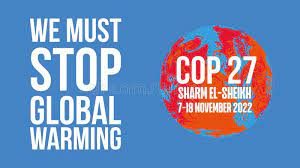 WE MUST
STOP
GLOBAL
WARMING
COP 27
SHARM EL-SHEIKH
7-18 NOVEMBER 2022